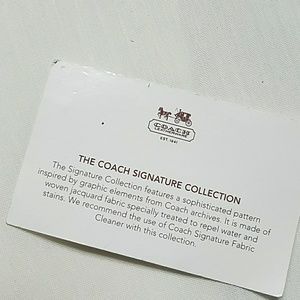 COACH
EST. 1941
THE COACH SIGNATURE COLLECTION
The Signature Collection features a sophisticated pattern
inspired by graphic elements from Coach archives. It is made of
woven jacquard fabric specially treated to repel water and
stains. We recommend the use of Coach Signature Fabric
Cleaner with this collection.